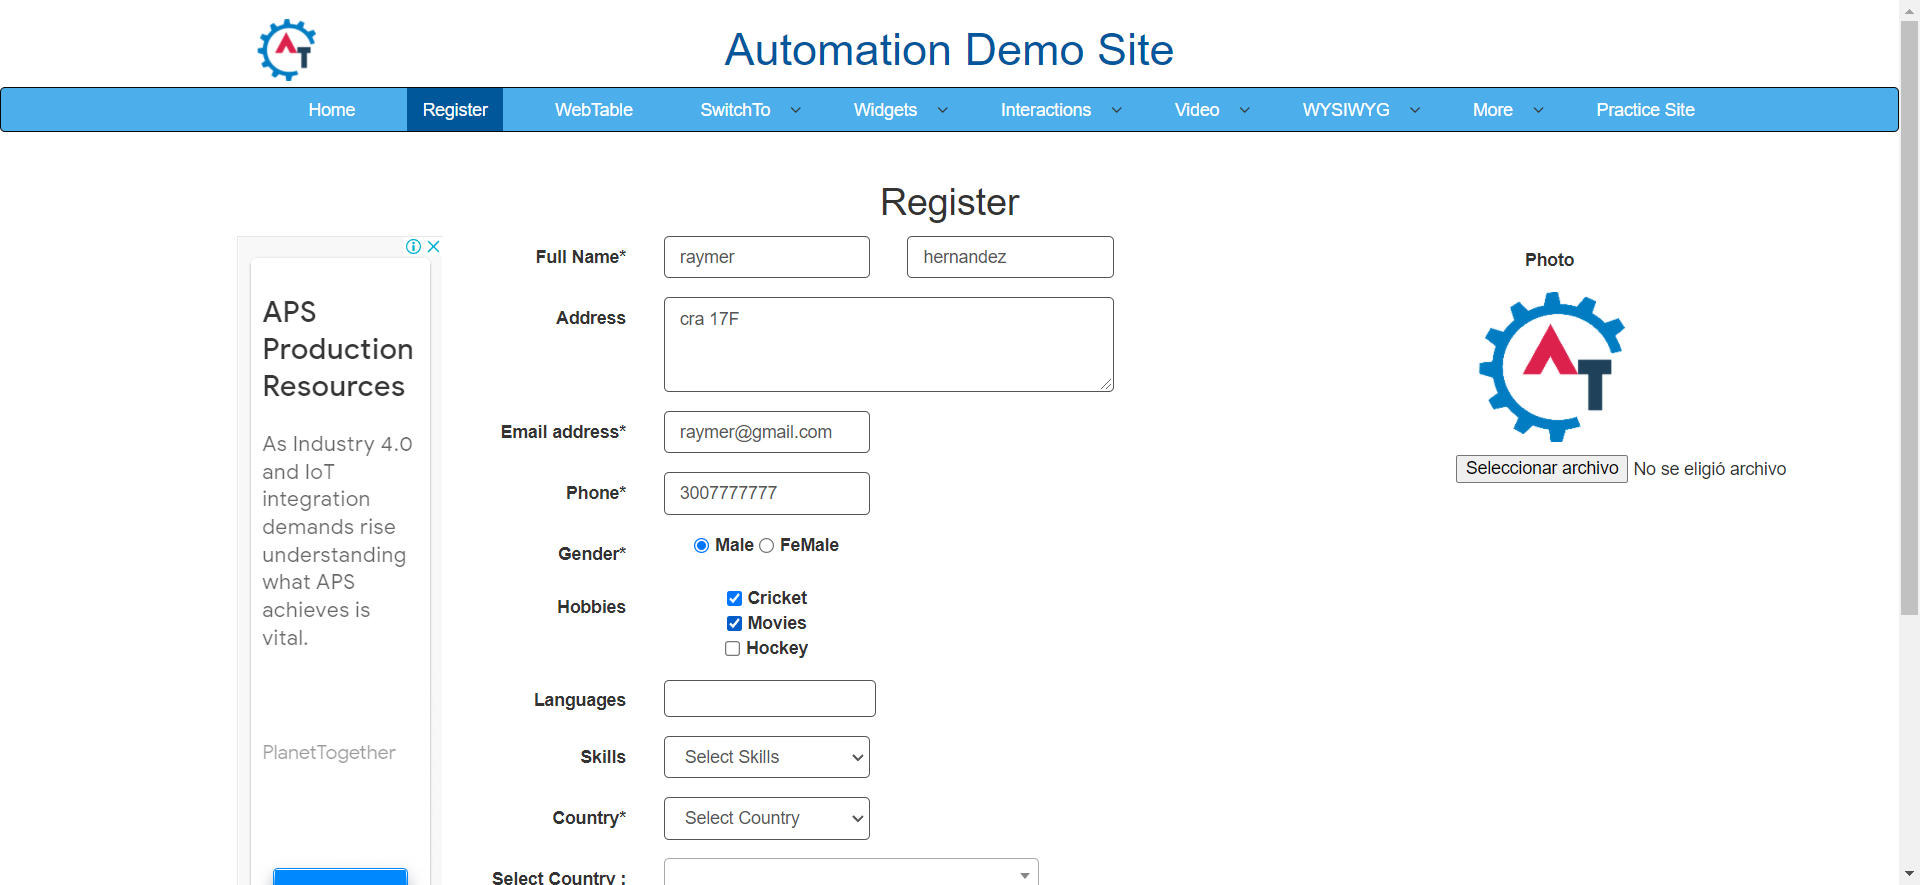 AT
Automation Demo Site
Home Register WebTable SwitchTo Widgets Interactions Video WYSIWYG More Practice Site
Register
APS
Production
Resources
As Industry 4.0
and IoT
integration
demands rise
understanding
what APS
achieves is
vital.
PlanetTogether
Full Name* raymer hernandez
Address cra 17F
Email address* raymer@gmail.com
Phone* 3007777777
Gender* Male FeMale
Hobbies Cricket
Movies
Hockey
Languages
Skills Select Skills
Country* Select Country
Select Country :
Photo
AT
Seleccionar archivo No se eligió archivo